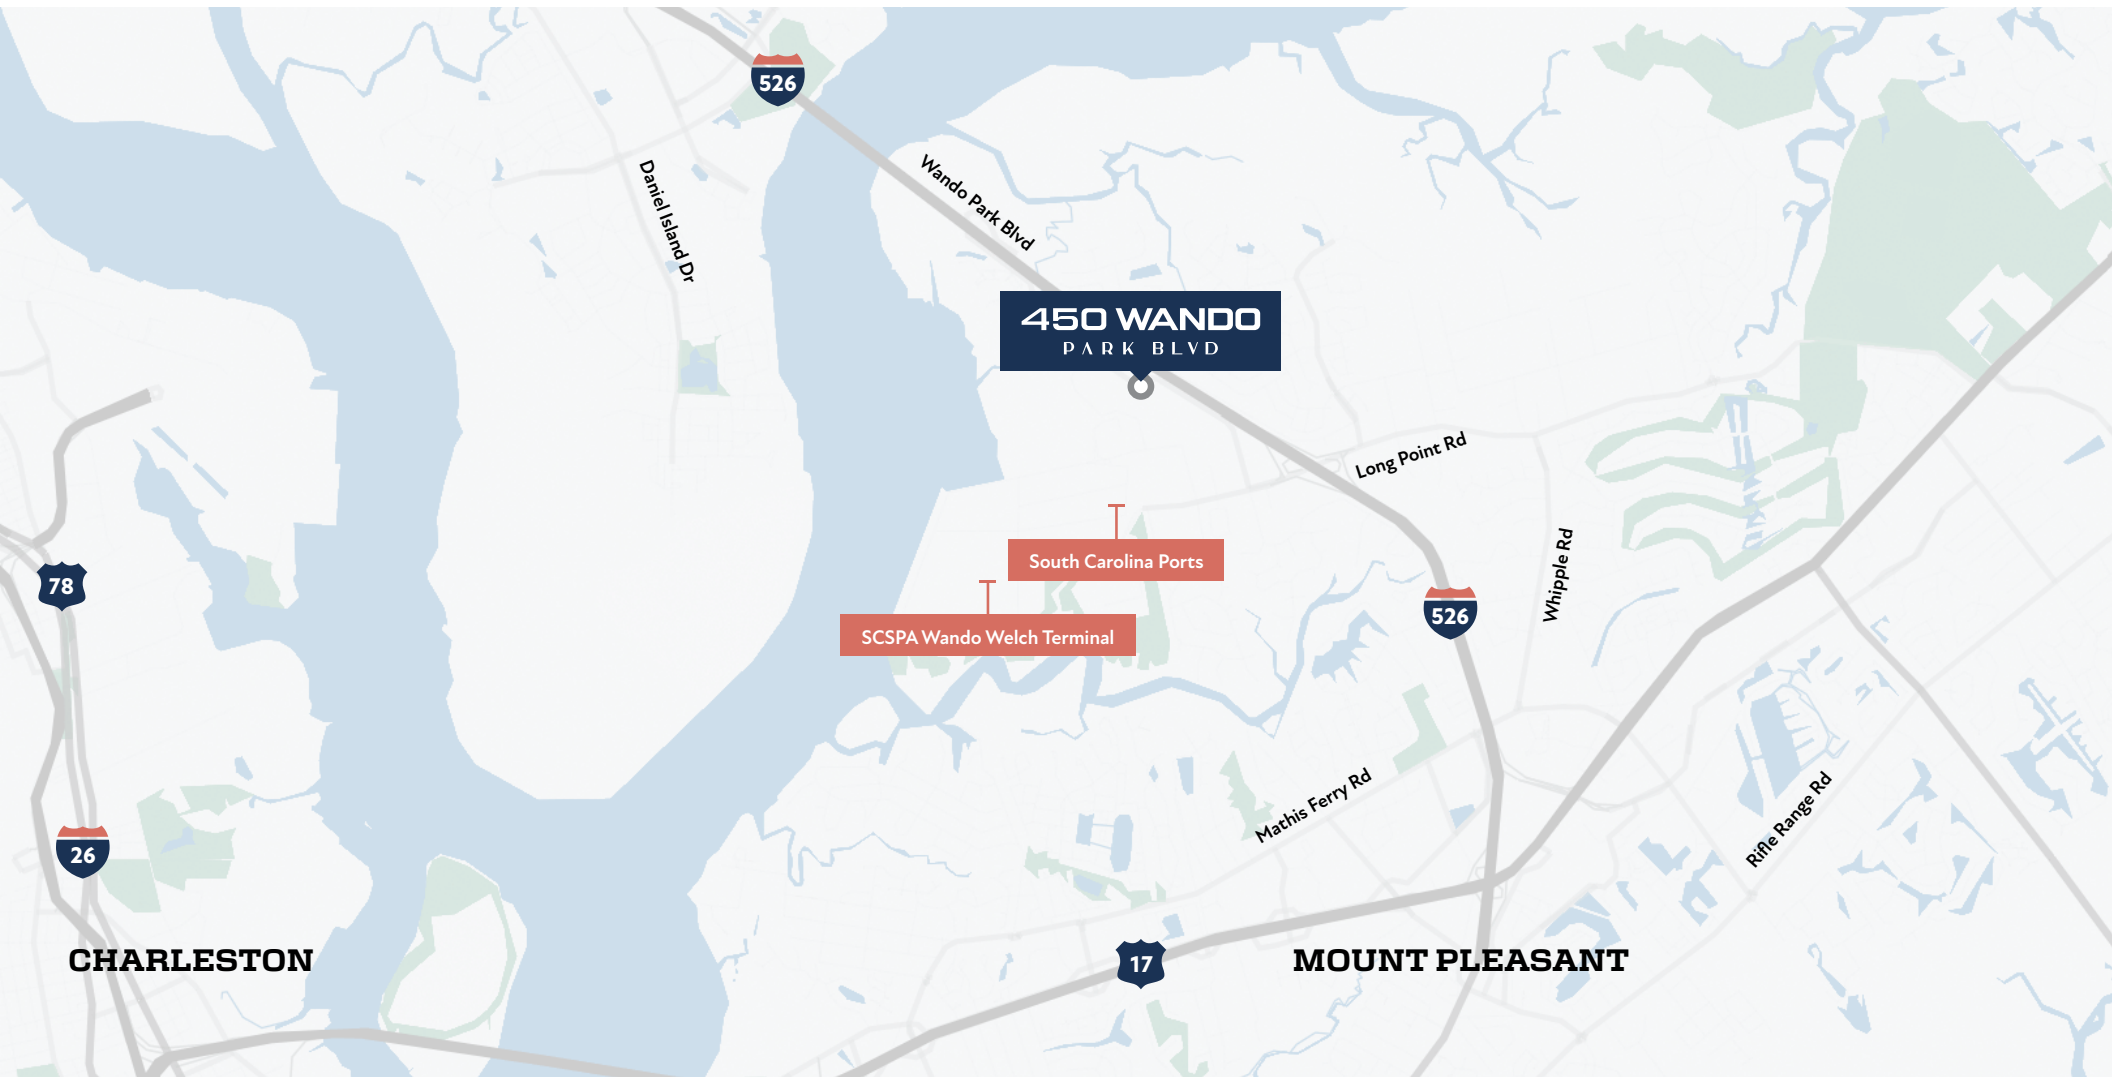 526
Wando Park Blvd
Daniel Island Dr
450 WANDO
PARK BLVD
Long Point Rd
South Carolina Ports
Whipple Rd
78
526
SCSPA Wando Welch Terminal
Mathis Ferry Rd
Rifle Range Rd
26
CHARLESTON
17
MOUNT PLEASANT